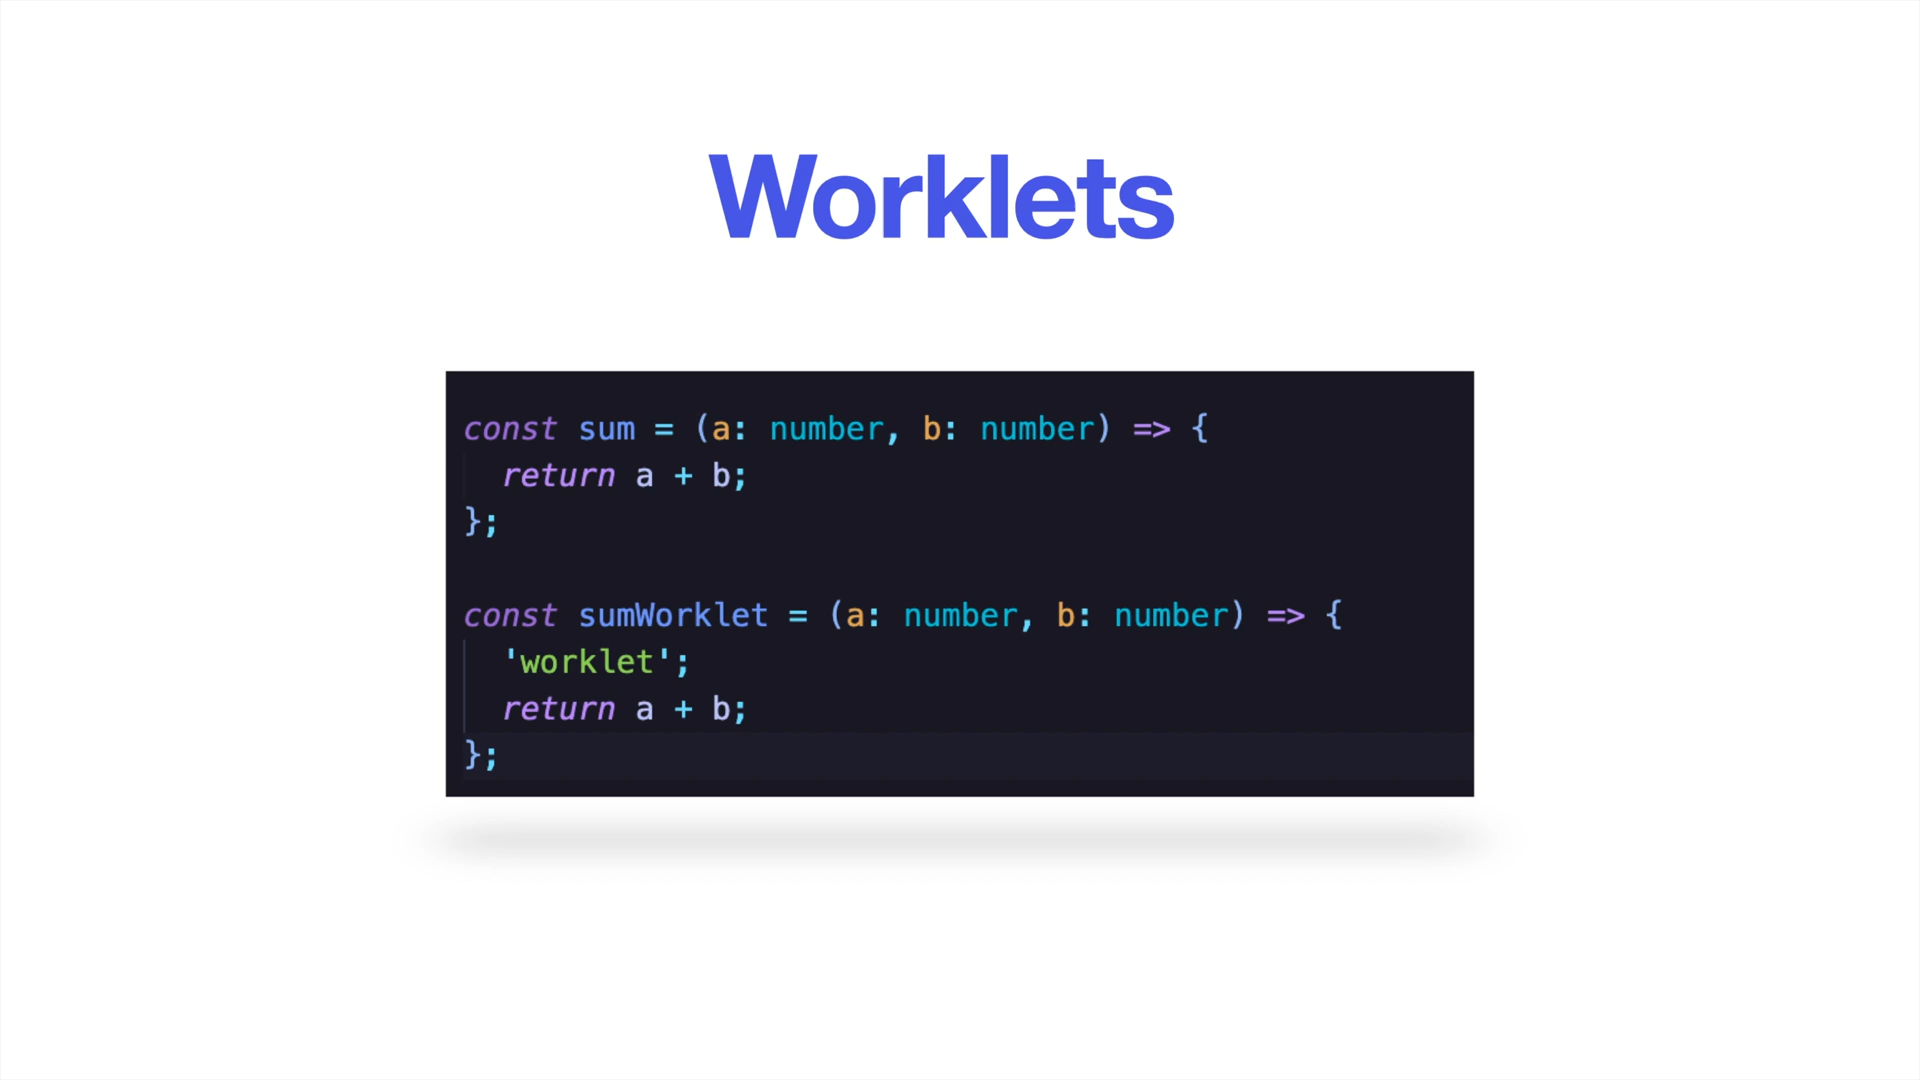 Worklets
const sum = (a: number, b: number) => {
  return a + b;
};
const sumWorklet = (a: number, b: number) => {
  'worklet';
  return a + b;
};